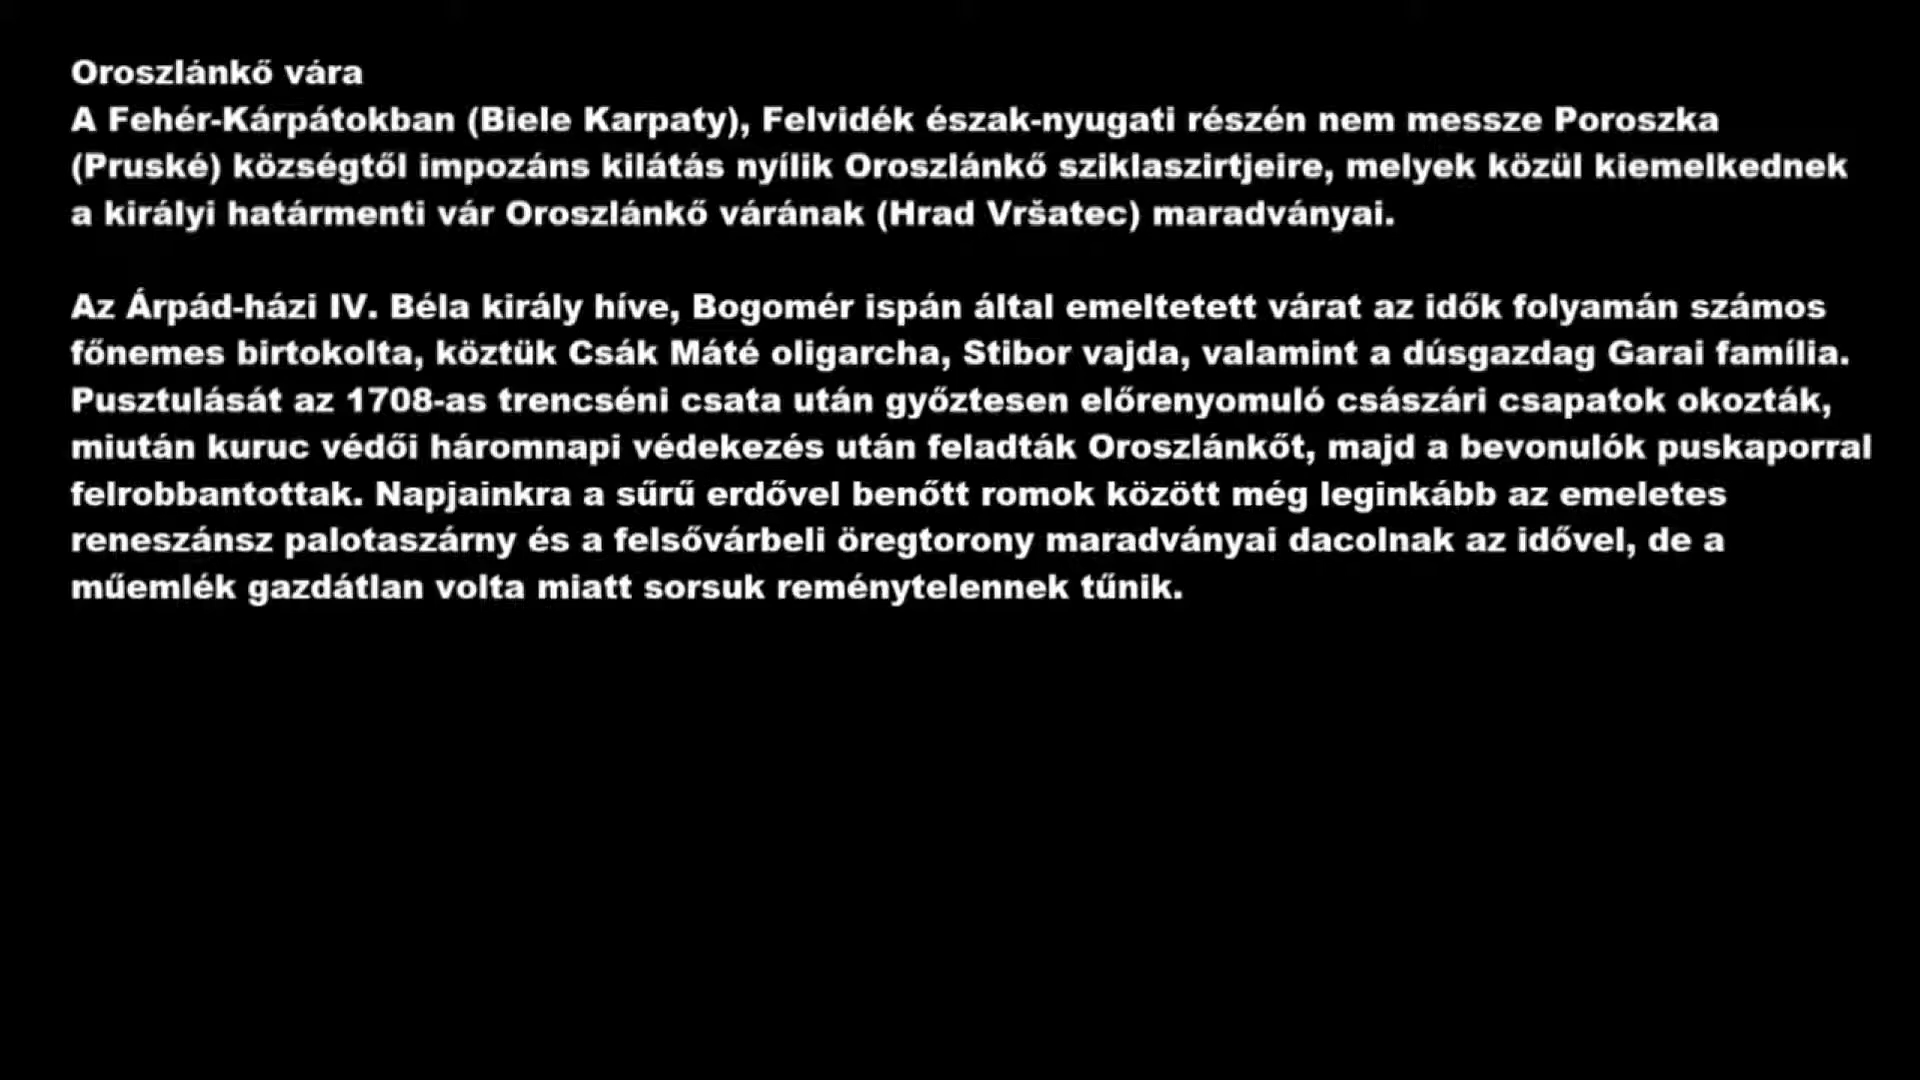 Oroszlánkő vára
A Fehér-Kárpátokban (Biele Karpaty), Felvidék észak-nyugati részén nem messze Poroszka
(Pruské) községtől impozáns kilátás nyílik Oroszlánkő sziklaszirtjeire, melyek közül kiemelkednek
a királyi határmenti vár Oroszlánkő várának (Hrad Vršatec) maradványai.
Az Árpád-házi IV. Béla király híve, Bogomér ispán által emeltetett várat az idők folyamán számos
főnemes birtokolta, köztük Csák Máté oligarcha, Stibor vajda, valamint a dúsgazdag Garai família.
Pusztulását az 1708-as trencséni csata után győztesen előrenyomuló császári csapatok okozták,
miután kuruc védői háromnapi védekezés után feladták Oroszlánkőt, majd a bevonulók puskaporral
felrobbantottak. Napjainkra a sűrű erdővel benőtt romok között még leginkább az emeletes
reneszánsz palotaszárny és a felsővárbeli öregtorony maradványai dacolnak az idővel, de a
műemlék gazdátlan volta miatt sorsuk reménytelennek tűnik.